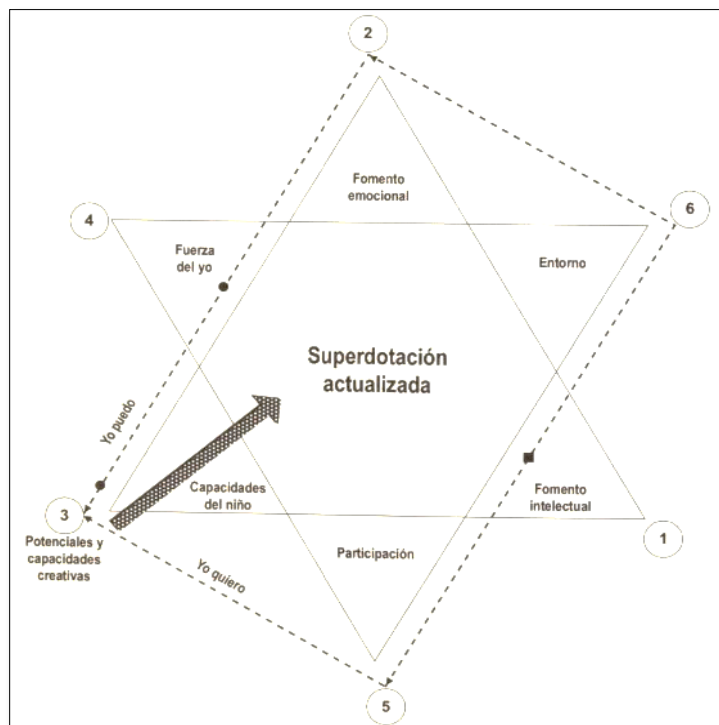 2
Fomento
emocional
4
6
Fuerza
del yo
Entorno
Superdotación
actualizada
Yo puedo
Capacidades
del niño
Fomento
intelectual
3
Potenciales y
capacidades
creativas
1
Participación
Yo quiero
5